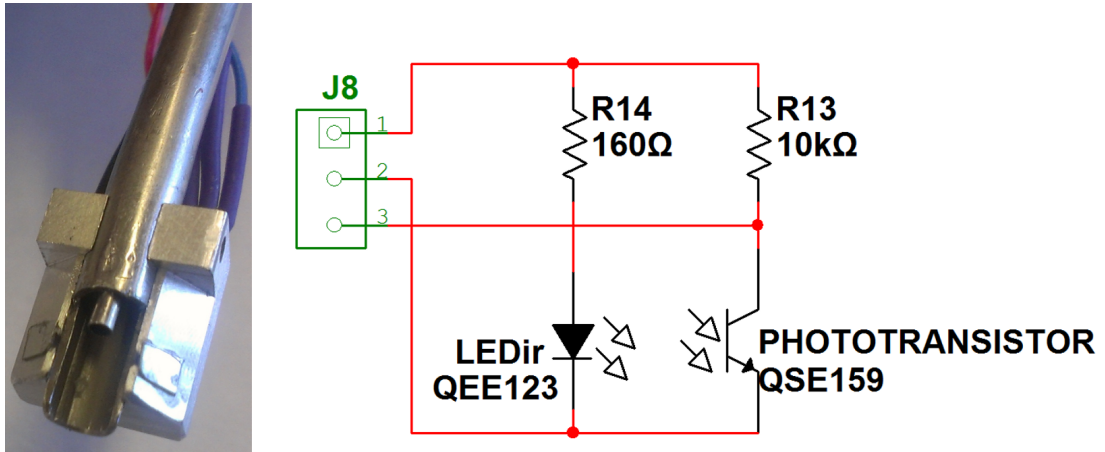 J8
1
2
3
R14
160Ω
R13
10kΩ
LEDir
QEE123
PHOTOTRANSISTOR
QSE159